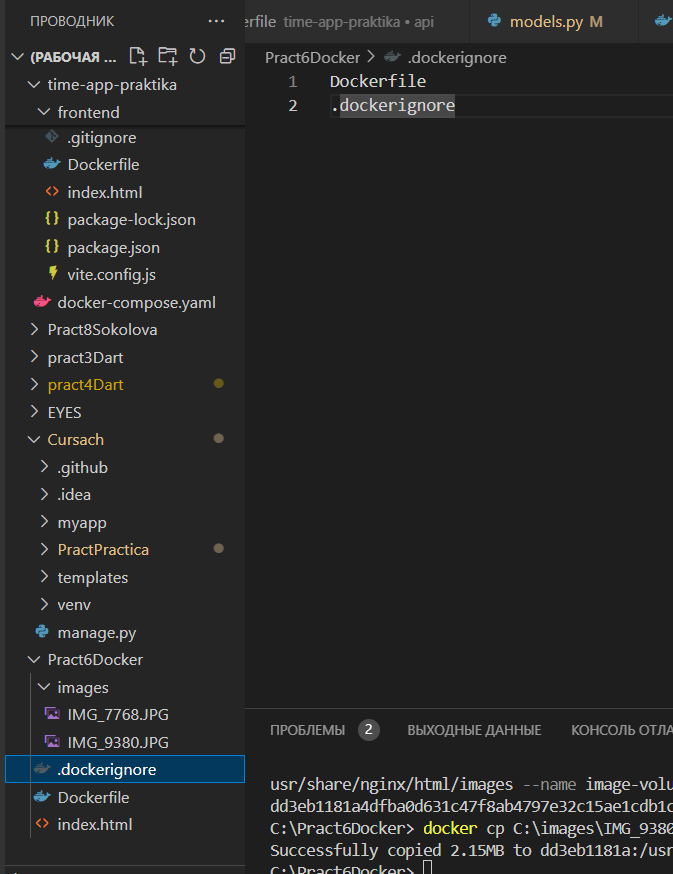 ПРОВОДНИК
(РАБОЧАЯ ...
time-app-praktika
frontend
.gitignore
Dockerfile
index.html
package-lock.json
package.json
vite.config.js
docker-compose.yaml
Pract8Sokolova
pract3Dart
pract4Dart
EYES
Cursach
.github
.idea
myapp
PractPractica
templates
venv
manage.py
Pract6Docker
images
IMG_7768.JPG
IMG_9380.JPG
.dockerignore
Dockerfile
index.html
erfile time-app-praktika • api
models.py M
Pract6Docker > .dockerignore
1 Dockerfile
2 .dockerignore
ПРОБЛЕМЫ 2 ВЫХОДНЫЕ ДАННЫЕ КОНСОЛЬ ОТЛА
usr/share/nginx/html/images --name image-volu
dd3eb1181a4dfba0d631c47f8ab4797e32c15ae1cdb1c
C:\Pract6Docker> docker cp C:\images\IMG_9380
Successfully copied 2.15MB to dd3eb1181a:/usr
C:\Pract6Docker>